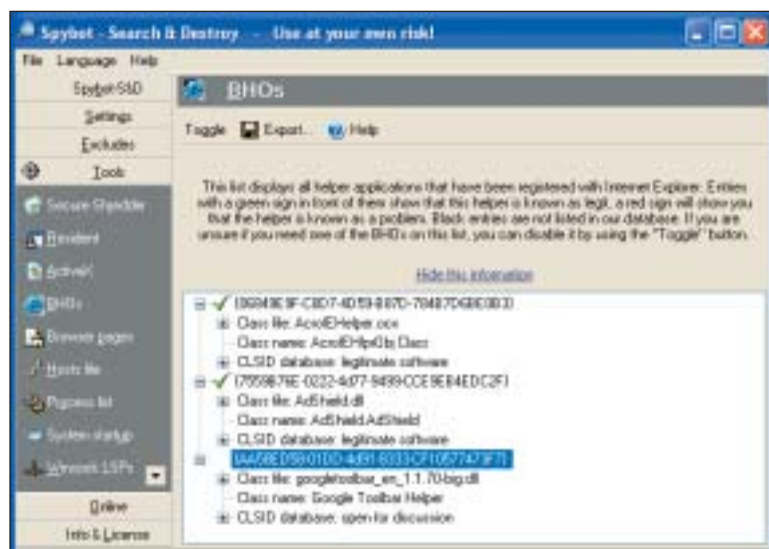 Spybot - Search & Destroy - Use at your own risk!
File Language Help
Spybot-S&D
Settings
Excludes
Tools
Secure Shredder
Resident
ActiveX
BHOs
Browser pages
Hosts file
Process list
System startup
Winsock LSPs
Online
Info & License
BHOs
Toggle Export... Help
This list displays all helper applications that have been registered with Internet Explorer. Entries
with a green sign in front of them show that this helper is known as legit, a red sign will show you
that the helper is known as a problem. Black entries are not listed in our database. If you are
unsure if you need one of the BHOs on this list, you can disable it by using the "Toggle" button.
Hide this information
Class file: AcroIEHelper.ocx
Class name: AcroIEHlprObj Class
CLSID database: legitimate software
Class file: AdShield.dll
Class name: AdShield.AdShield
CLSID database: legitimate software
Class file: googletoolbar_en_1.1.70-big.dll
Class name: Google Toolbar Helper
CLSID database: open for discussion